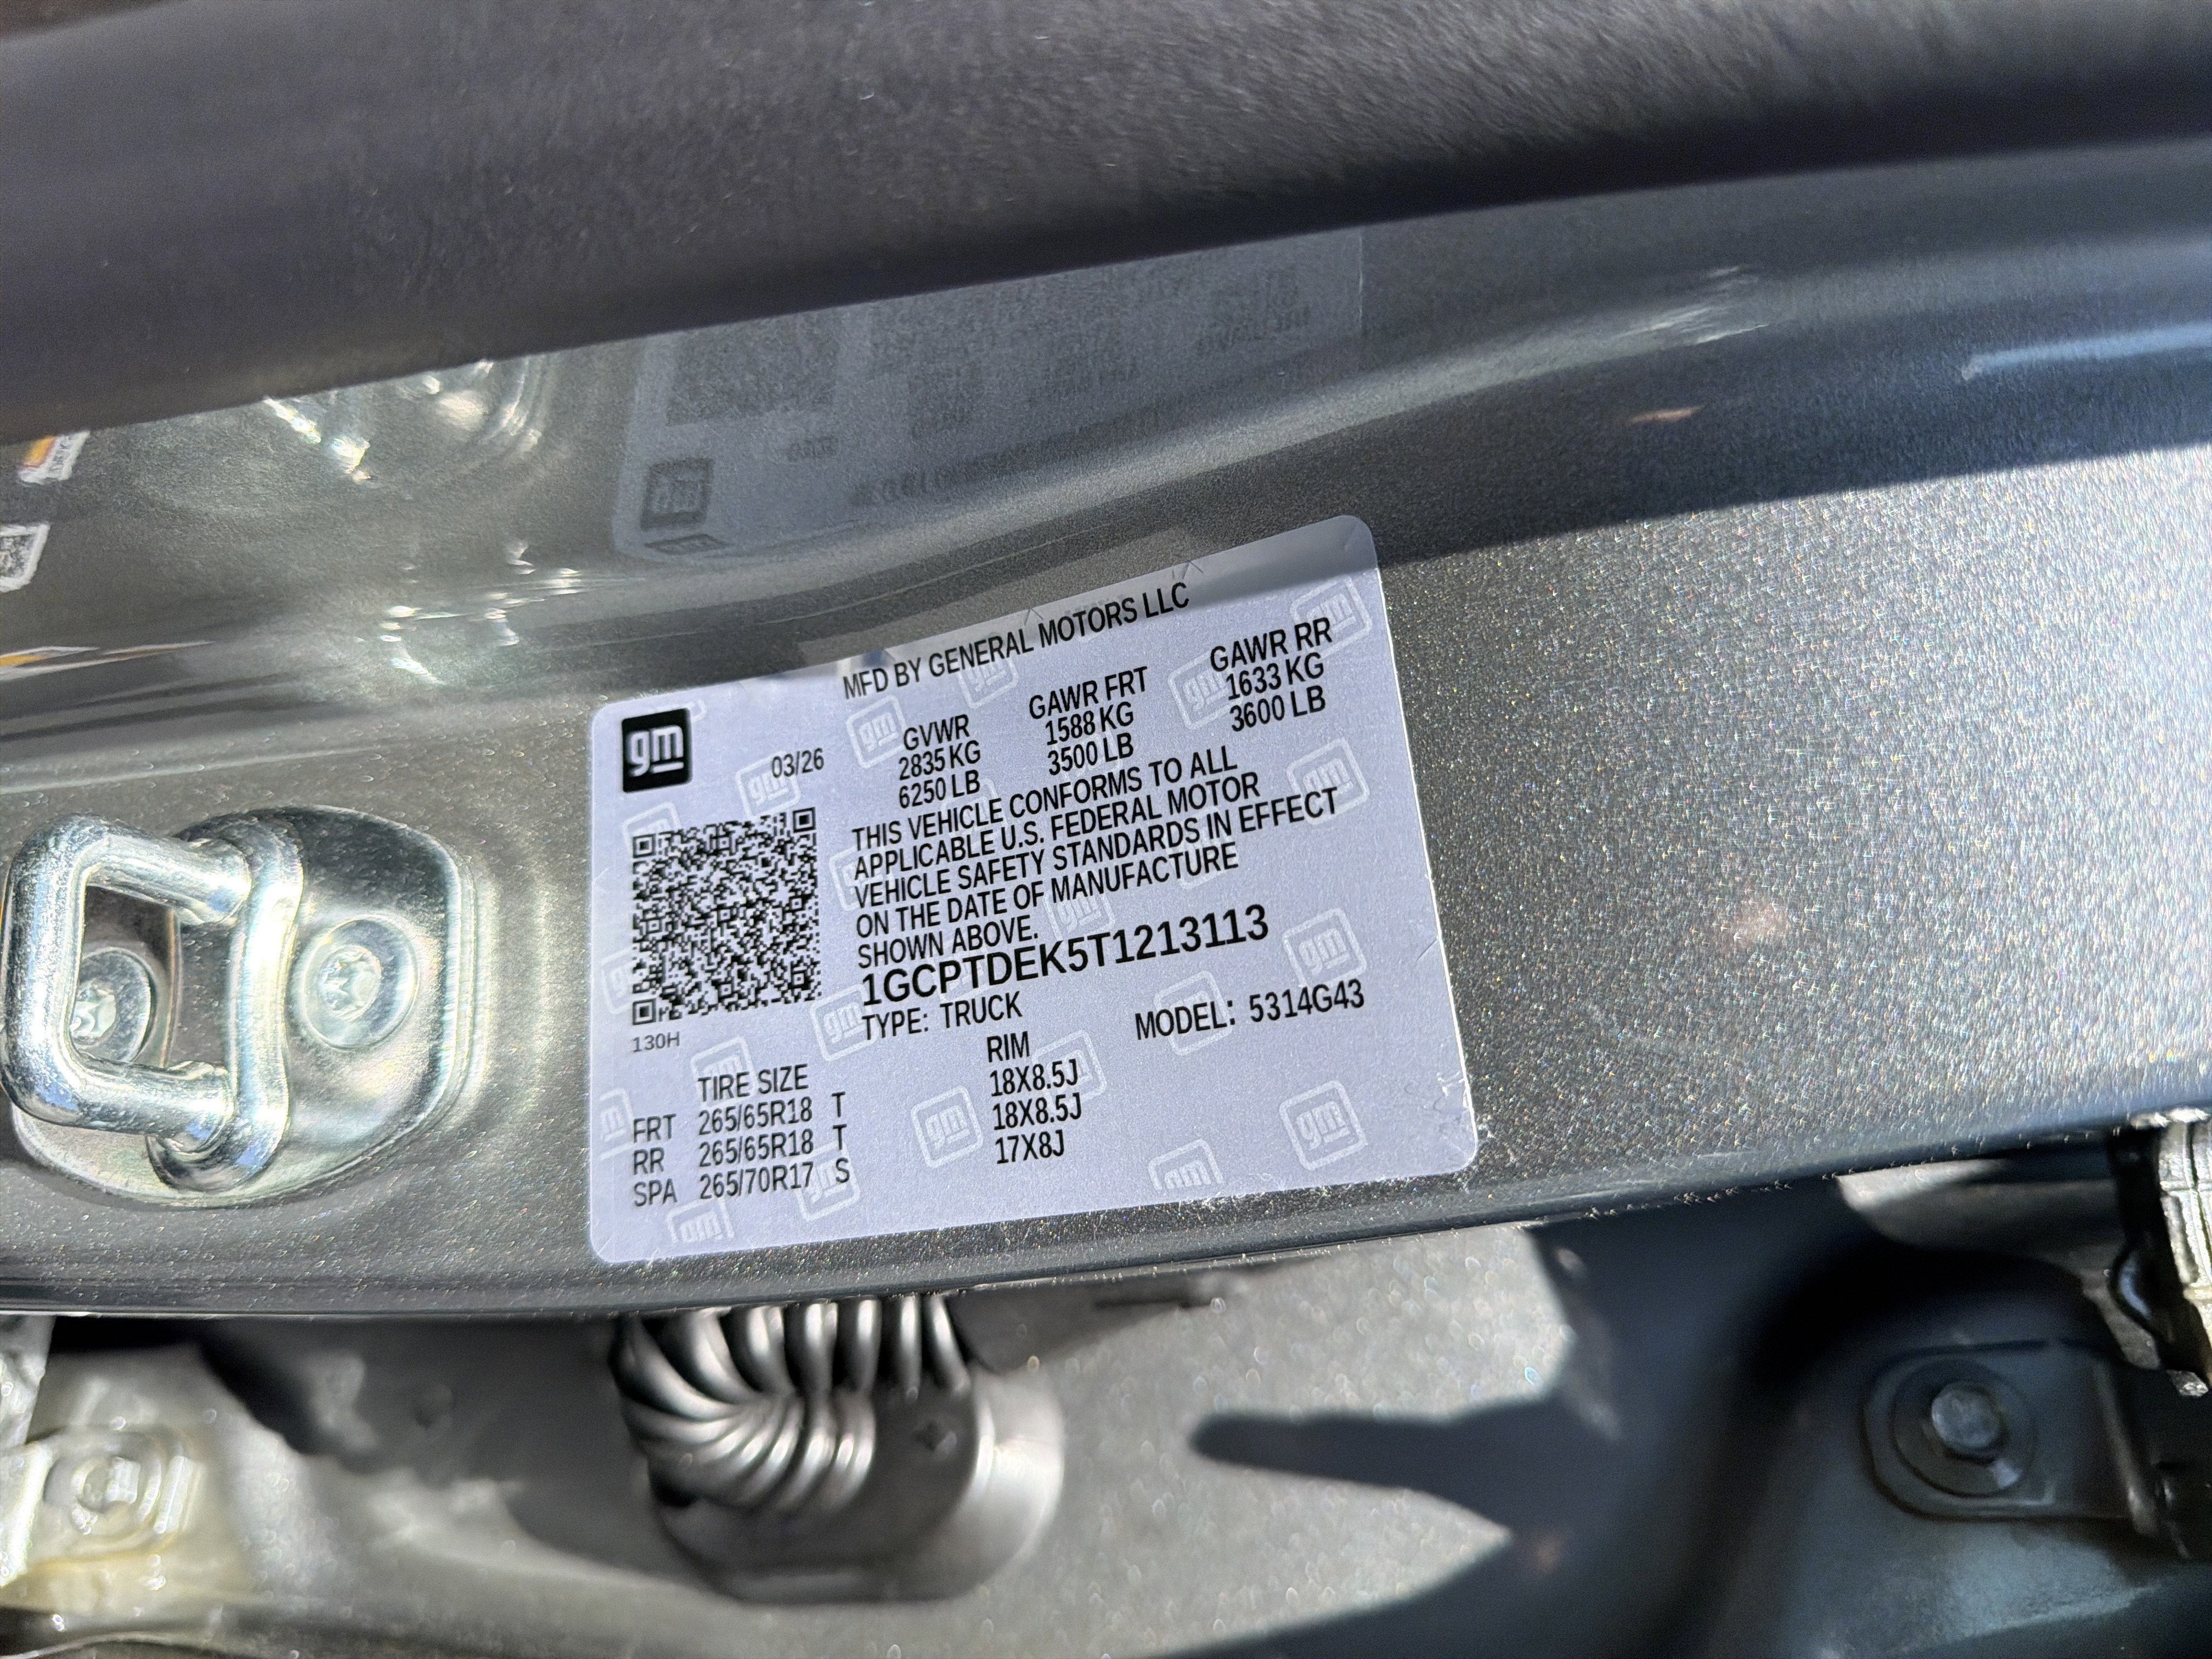 MFD BY GENERAL MOTORS LLC
gm
03/26
GVWR GAWR FRT GAWR RR
2835 KG 1588 KG 1633 KG
6250 LB 3500 LB 3600 LB
THIS VEHICLE CONFORMS TO ALL
APPLICABLE U.S. FEDERAL MOTOR
VEHICLE SAFETY STANDARDS IN EFFECT
ON THE DATE OF MANUFACTURE
SHOWN ABOVE.
1GCPTDEK5T1213113
TYPE: TRUCK MODEL: 5314G43
130H
TIRE SIZE RIM
FRT 265/65R18 T 18X8.5J
RR 265/65R18 T 18X8.5J
SPA 265/70R17 S 17X8J